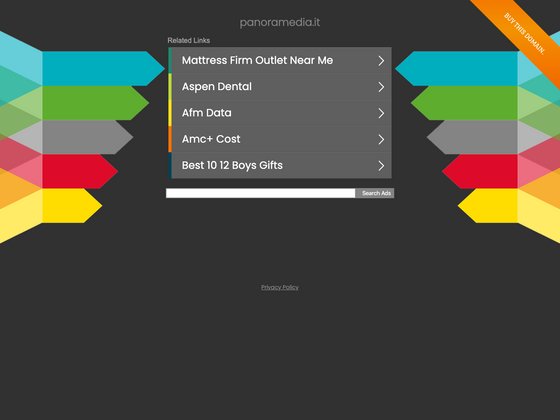 panoramedia.it
BUY THIS DOMAIN.
Related Links
Mattress Firm Outlet Near Me
Aspen Dental
Afm Data
Amc+ Cost
Best 10 12 Boys Gifts
Search Ads
Privacy Policy